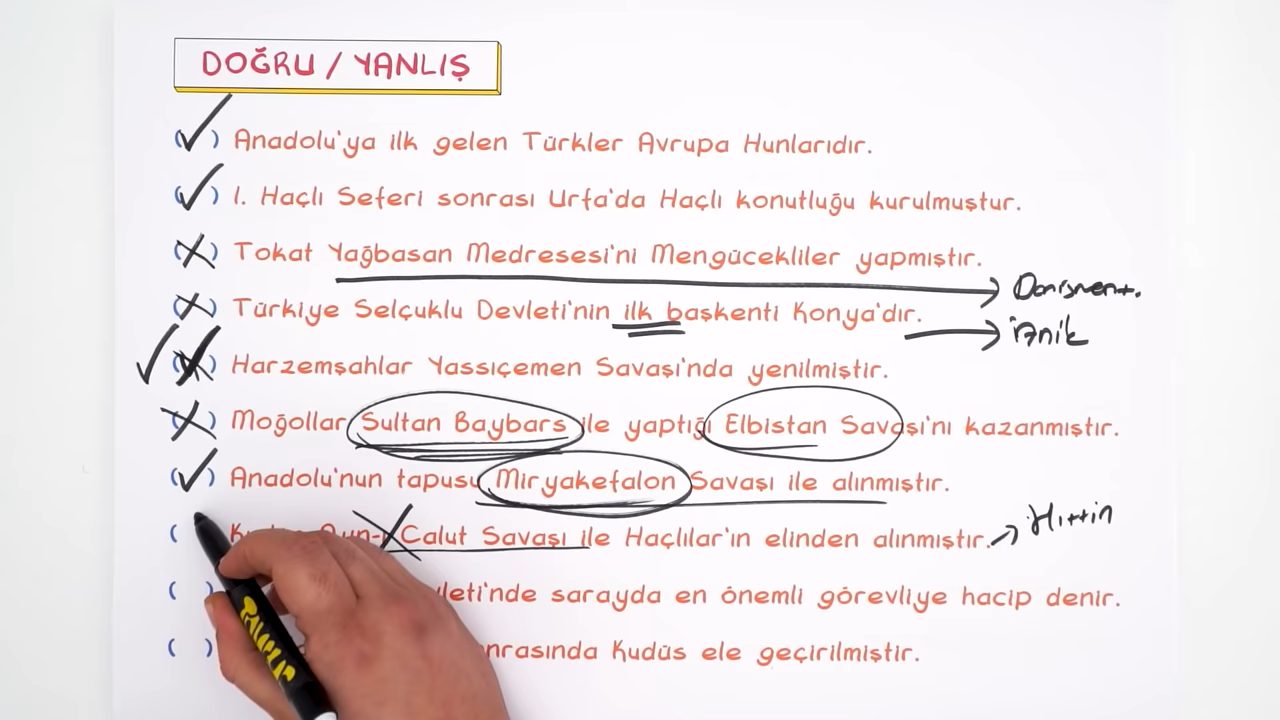 DOĞRU / YANLIŞ
( ) Anadolu'ya ilk gelen Türkler Avrupa Hunlarıdır.
( ) I. Haçlı Seferi sonrası Urfa'da Haçlı konutluğu kurulmuştur.
( ) Tokat Yağbasan Medresesi'ni Mengücekliler yapmıştır.
Danişment.
( ) Türkiye Selçuklu Devleti'nin ilk başkenti Konya'dır.
İznik
( ) Harzemşahlar Yassıçemen Savaşı'nda yenilmiştir.
( ) Moğollar Sultan Baybars ile yaptığı Elbistan Savaşı'nı kazanmıştır.
( ) Anadolu'nun tapusu Miryakefalon Savaşı ile alınmıştır.
( ) Calut Savaşı ile Haçlılar'ın elinden alınmıştır.
Hıttin
( ) sarayda en önemli görevliye hacip denir.
( ) Kudüs ele geçirilmiştir.